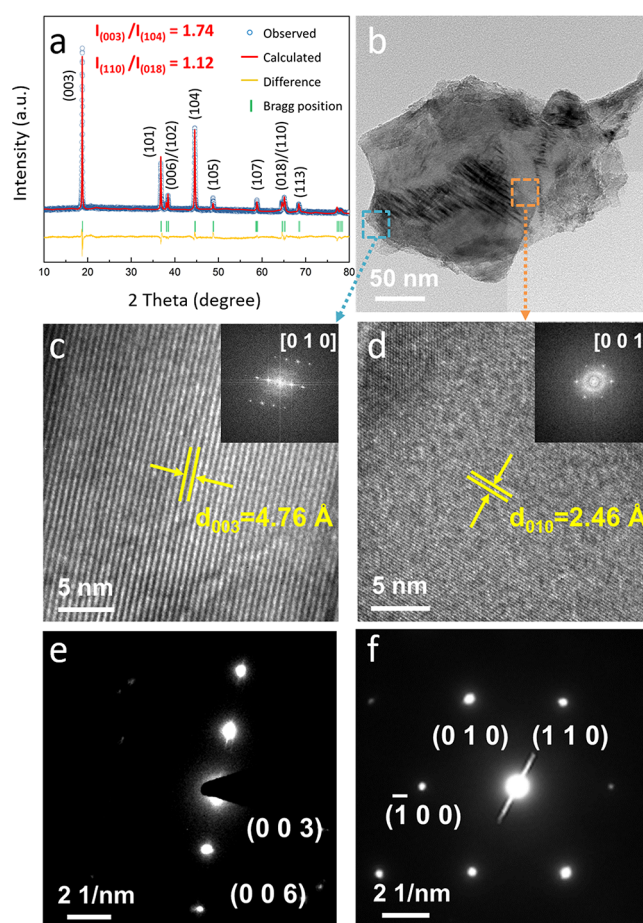 a
I(003)/I(104) = 1.74
I(110)/I(018) = 1.12
Observed
Calculated
Difference
Bragg position
(003)
(101)
(006)/(102)
(104)
(105)
(107)
(018)/(110)
(113)
Intensity (a.u.)
10 20 30 40 50 60 70 80
2 Theta (degree)
b
50 nm
c
[0 1 0]
d003=4.76 Å
5 nm
d
[0 0 1]
d010=2.46 Å
5 nm
e
(0 0 3)
(0 0 6)
2 1/nm
f
(0 1 0)
(1 1 0)
(1̅ 0 0)
2 1/nm